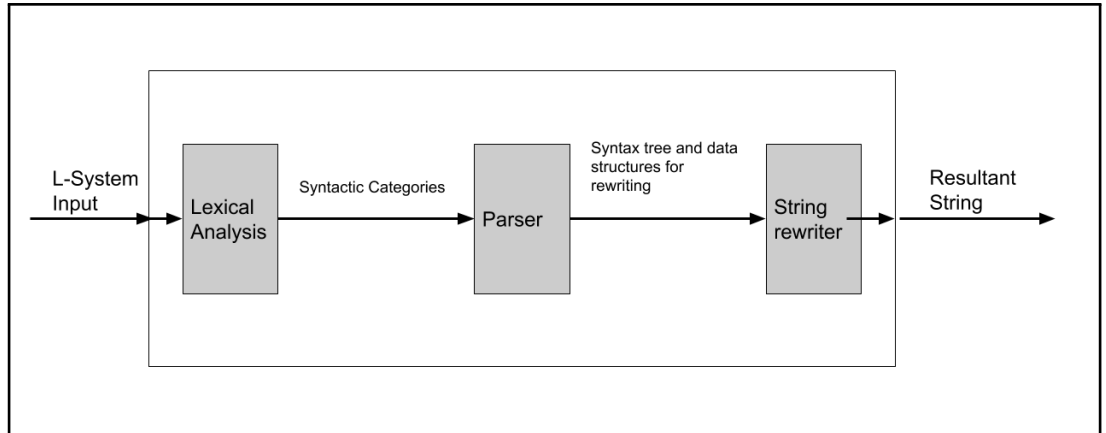 L-System
Input
Lexical
Analysis
Syntactic Categories
Parser
Syntax tree and data
structures for
rewriting
String
rewriter
Resultant
String